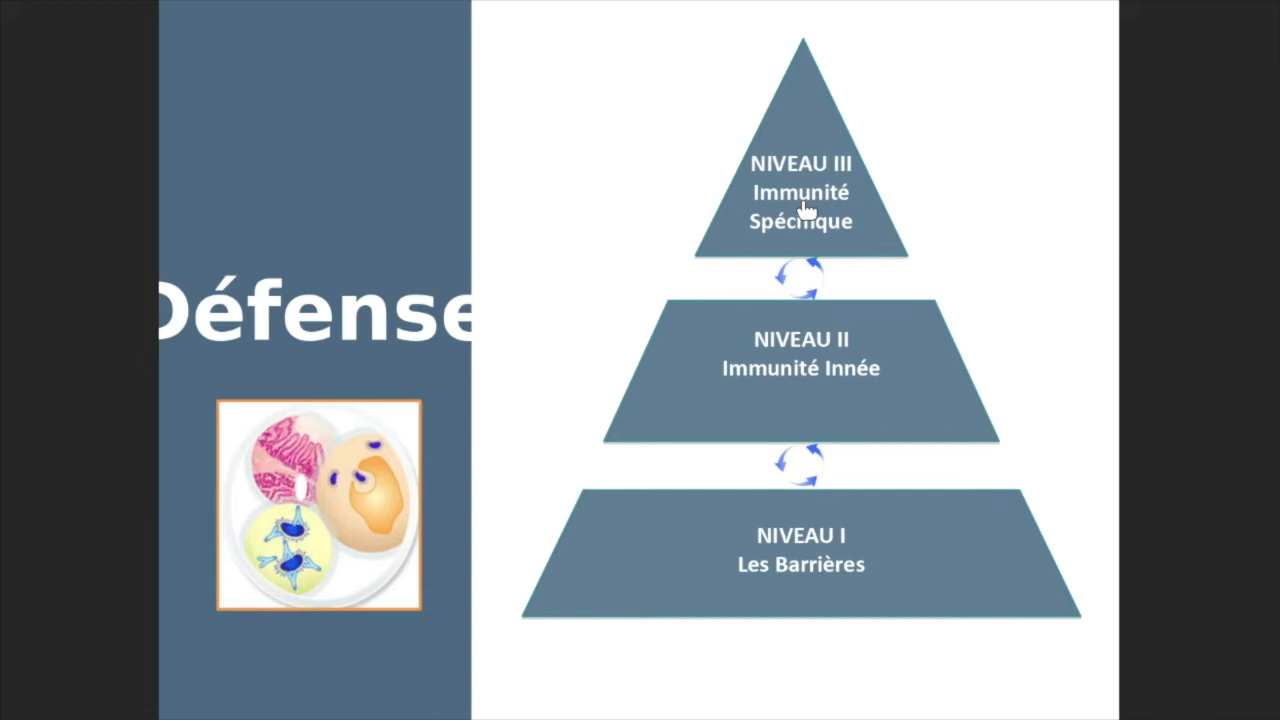 Défense
NIVEAU III
Immunité
Spécifique
NIVEAU II
Immunité Innée
NIVEAU I
Les Barrières